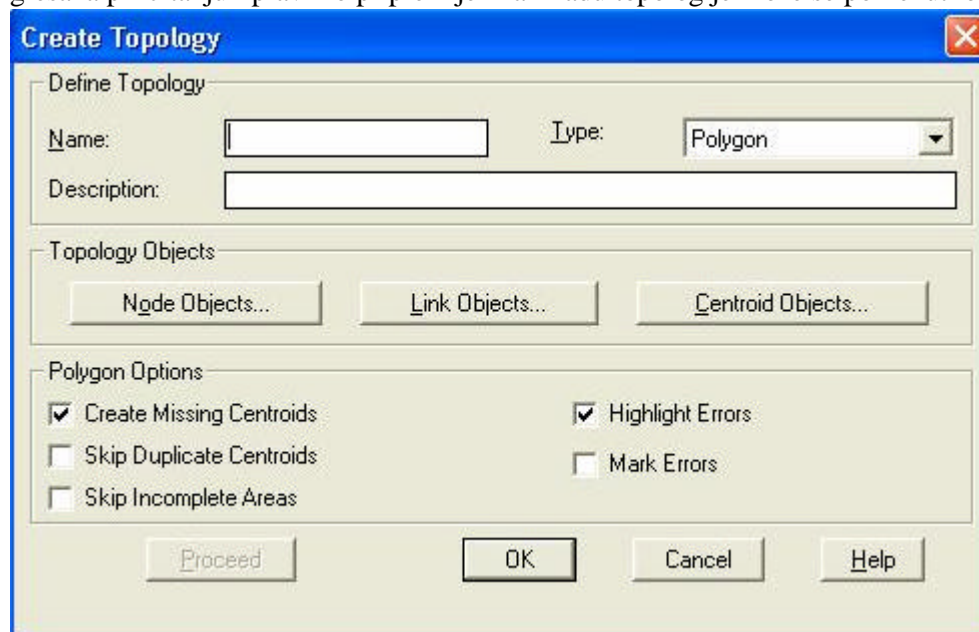 Create Topology
Define Topology
Name:
Type:
Polygon
Description:
Topology Objects
Node Objects...
Link Objects...
Centroid Objects...
Polygon Options
Create Missing Centroids
Highlight Errors
Skip Duplicate Centroids
Mark Errors
Skip Incomplete Areas
Proceed
OK
Cancel
Help